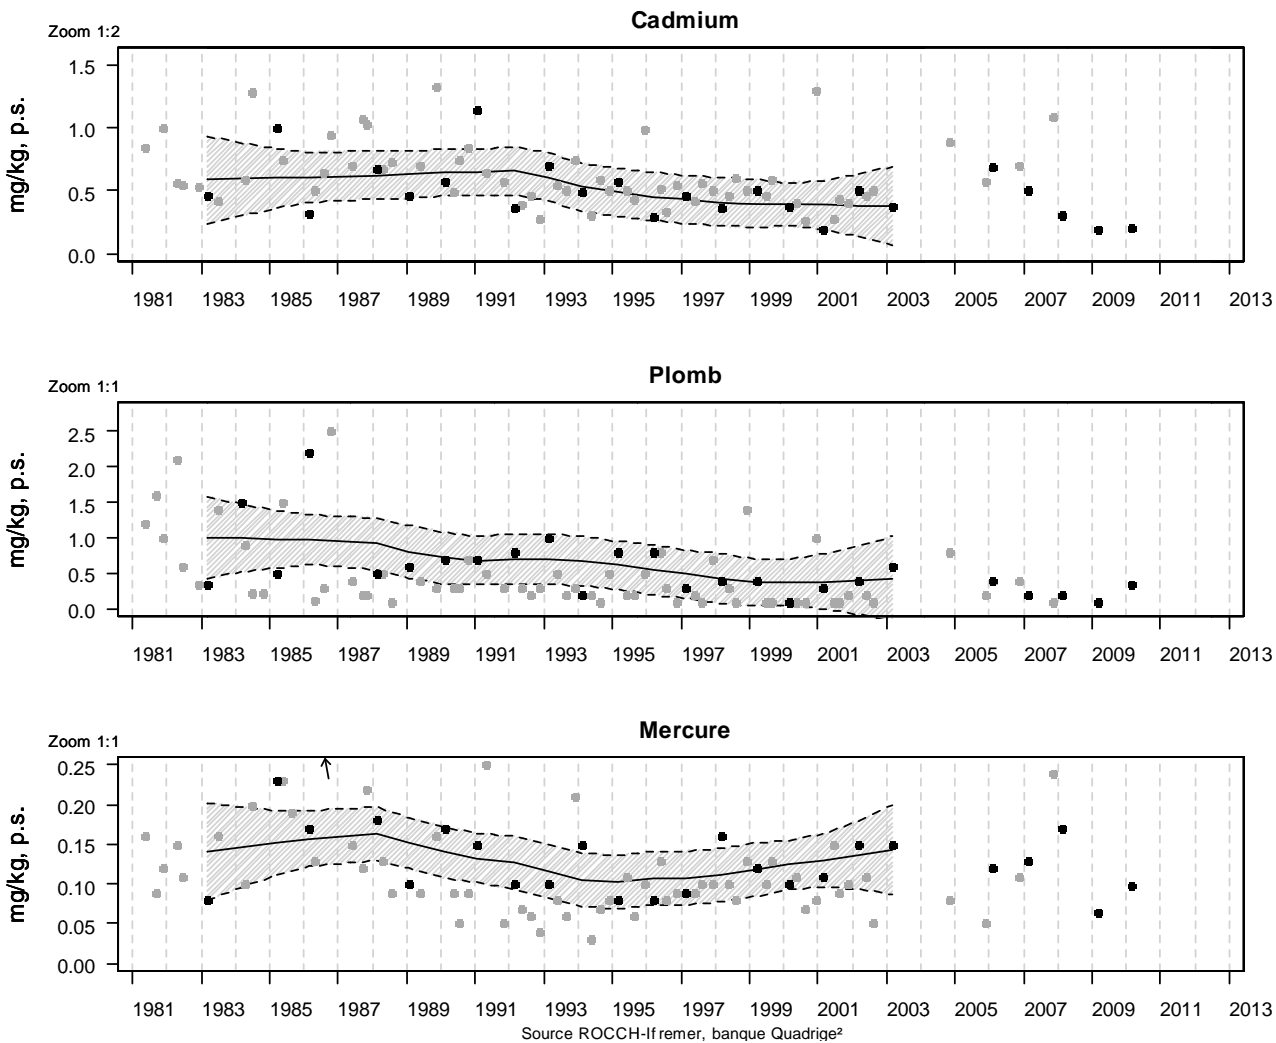 Cadmium
Zoom 1:2
mg/kg, p.s.
1.5
1.0
0.5
0.0
1981 1983 1985 1987 1989 1991 1993 1995 1997 1999 2001 2003 2005 2007 2009 2011 2013
Plomb
Zoom 1:1
mg/kg, p.s.
2.5
2.0
1.5
1.0
0.5
0.0
1981 1983 1985 1987 1989 1991 1993 1995 1997 1999 2001 2003 2005 2007 2009 2011 2013
Mercure
Zoom 1:1
mg/kg, p.s.
0.25
0.20
0.15
0.10
0.05
0.00
1981 1983 1985 1987 1989 1991 1993 1995 1997 1999 2001 2003 2005 2007 2009 2011 2013
Source ROCCH-Ifremer, banque Quadrige²